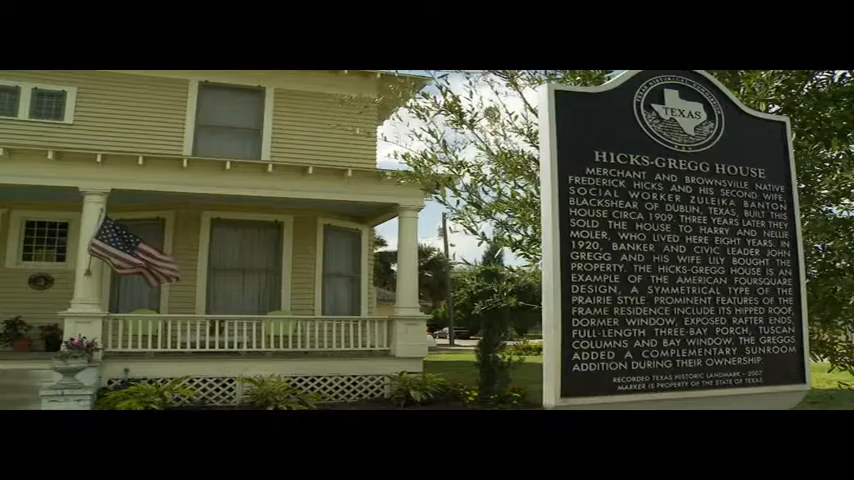 TEXAS HISTORICAL COMMISSION
TEXAS
HICKS-GREGG HOUSE
MERCHANT AND BROWNSVILLE NATIVE
FREDERICK HICKS AND HIS SECOND WIFE,
SOCIAL WORKER ZULEIKA BANTON
BLACKSHEAR OF DUBLIN, TEXAS, BUILT THIS
HOUSE CIRCA 1909. THREE YEARS LATER THEY
SOLD THE HOUSE TO HARRY AND NELLIE
MOLER, WHO LIVED HERE EIGHT YEARS. IN
1920, BANKER AND CIVIC LEADER JOHN
GREGG AND HIS WIFE LILY BOUGHT THE
PROPERTY. THE HICKS-GREGG HOUSE IS AN
EXAMPLE OF THE AMERICAN FOURSQUARE
DESIGN, A SYMMETRICAL TYPE OF THE
PRAIRIE STYLE. PROMINENT FEATURES OF THE
FRAME RESIDENCE INCLUDE ITS HIPPED ROOF,
DORMER WINDOW, EXPOSED RAFTER ENDS,
FULL-LENGTH THREE-BAY PORCH, TUSCAN
COLUMNS AND BAY WINDOW. THE GREGGS
ADDED A COMPLEMENTARY SUNROOM
ADDITION DURING THEIR OWNERSHIP.
RECORDED TEXAS HISTORIC LANDMARK – 2007
MARKER IS PROPERTY OF THE STATE OF TEXAS